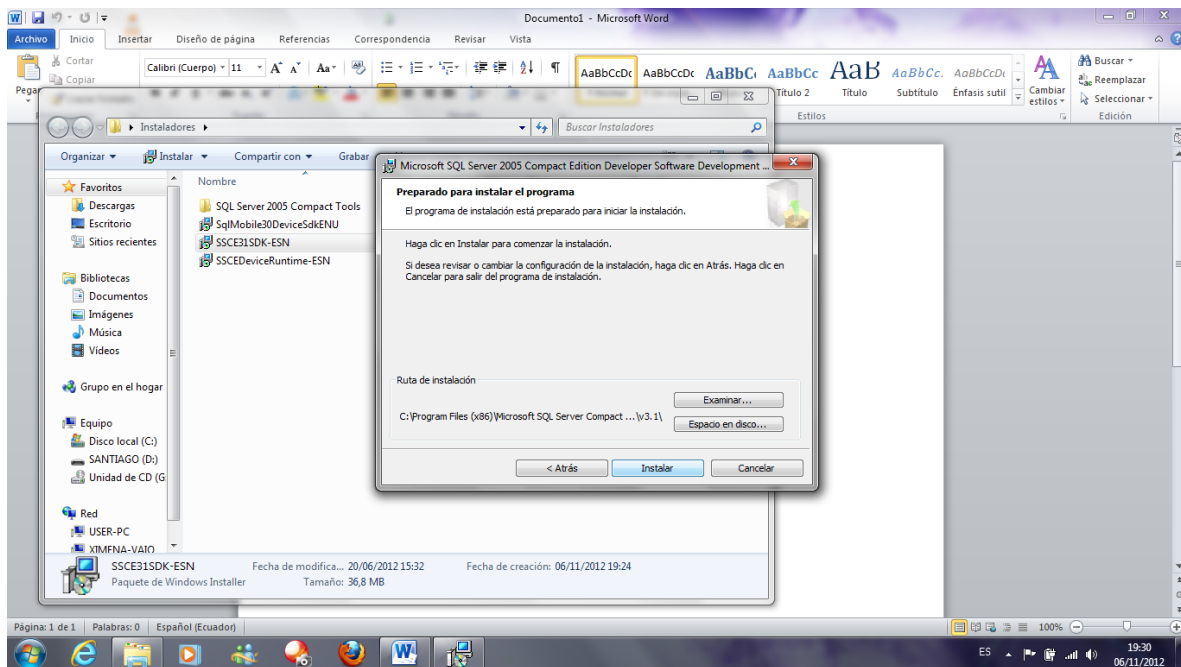 Documento1 - Microsoft Word
Archivo Inicio Insertar Diseño de página Referencias Correspondencia Revisar Vista
Cortar
Copiar
Calibri (Cuerpo) 11
AaBbCcDc AaBbCcDc AaBbC AaBbCc AaB AaBbCc. AaBbCcDc
Título 2 Título Subtítulo Énfasis sutil
Cambiar estilos
Buscar
Reemplazar
Seleccionar
Estilos
Edición
Instaladores
Buscar Instaladores
Organizar Instalar Compartir con Grabar
Favoritos
Descargas
Escritorio
Sitios recientes
Bibliotecas
Documentos
Imágenes
Música
Vídeos
Grupo en el hogar
Equipo
Disco local (C:)
SANTIAGO (D:)
Unidad de CD (G
Red
USER-PC
XIMENA-VAIO
Nombre
SQL Server 2005 Compact Tools
SqlMobile30DeviceSdkENU
SSCE31SDK-ESN
SSCEDeviceRuntime-ESN
Microsoft SQL Server 2005 Compact Edition Developer Software Development ...
Preparado para instalar el programa
El programa de instalación está preparado para iniciar la instalación.
Haga clic en Instalar para comenzar la instalación.
Si desea revisar o cambiar la configuración de la instalación, haga clic en Atrás. Haga clic en
Cancelar para salir del programa de instalación.
Ruta de instalación
C:\Program Files (x86)\Microsoft SQL Server Compact ...\v3.1\
Examinar...
Espacio en disco...
< Atrás Instalar Cancelar
SSCE31SDK-ESN Fecha de modifica... 20/06/2012 15:32 Fecha de creación: 06/11/2012 19:24
Paquete de Windows Installer Tamaño: 36,8 MB
Página: 1 de 1 Palabras: 0 Español (Ecuador) 100%
ES 19:30
06/11/2012